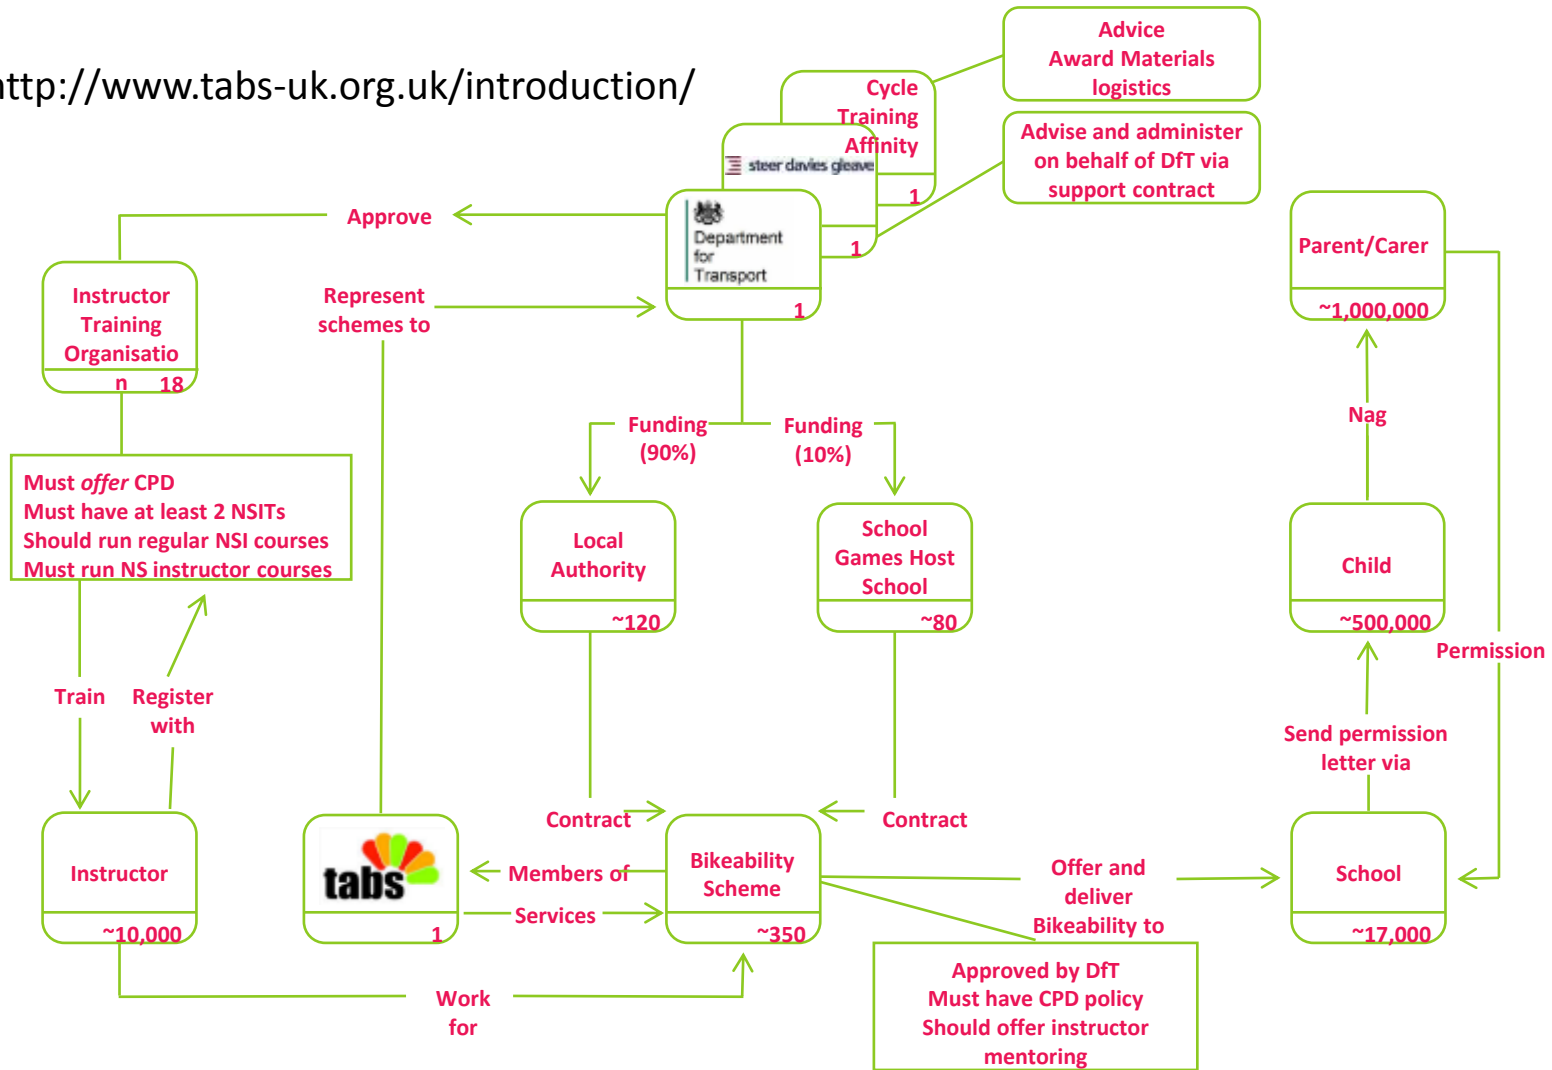 http://www.tabs-uk.org.uk/introduction/
Advice
Award Materials
logistics
Cycle
Training
Affinity
1
Advise and administer
on behalf of DfT via
support contract
steer davies gleave
1
Department
for
Transport
1
Approve
Represent
schemes to
Instructor
Training
Organisatio
n 18
Parent/Carer
~1,000,000
Funding
(90%)
Funding
(10%)
Nag
Must offer CPD
Must have at least 2 NSITs
Should run regular NSI courses
Must run NS instructor courses
Local
Authority
~120
School
Games Host
School
~80
Child
~500,000
Permission
Train
Register
with
Send permission
letter via
Contract
Contract
Instructor
~10,000
tabs
1
Members of
Services
Bikeability
Scheme
~350
Offer and
deliver
Bikeability to
School
~17,000
Work
for
Approved by DfT
Must have CPD policy
Should offer instructor
mentoring